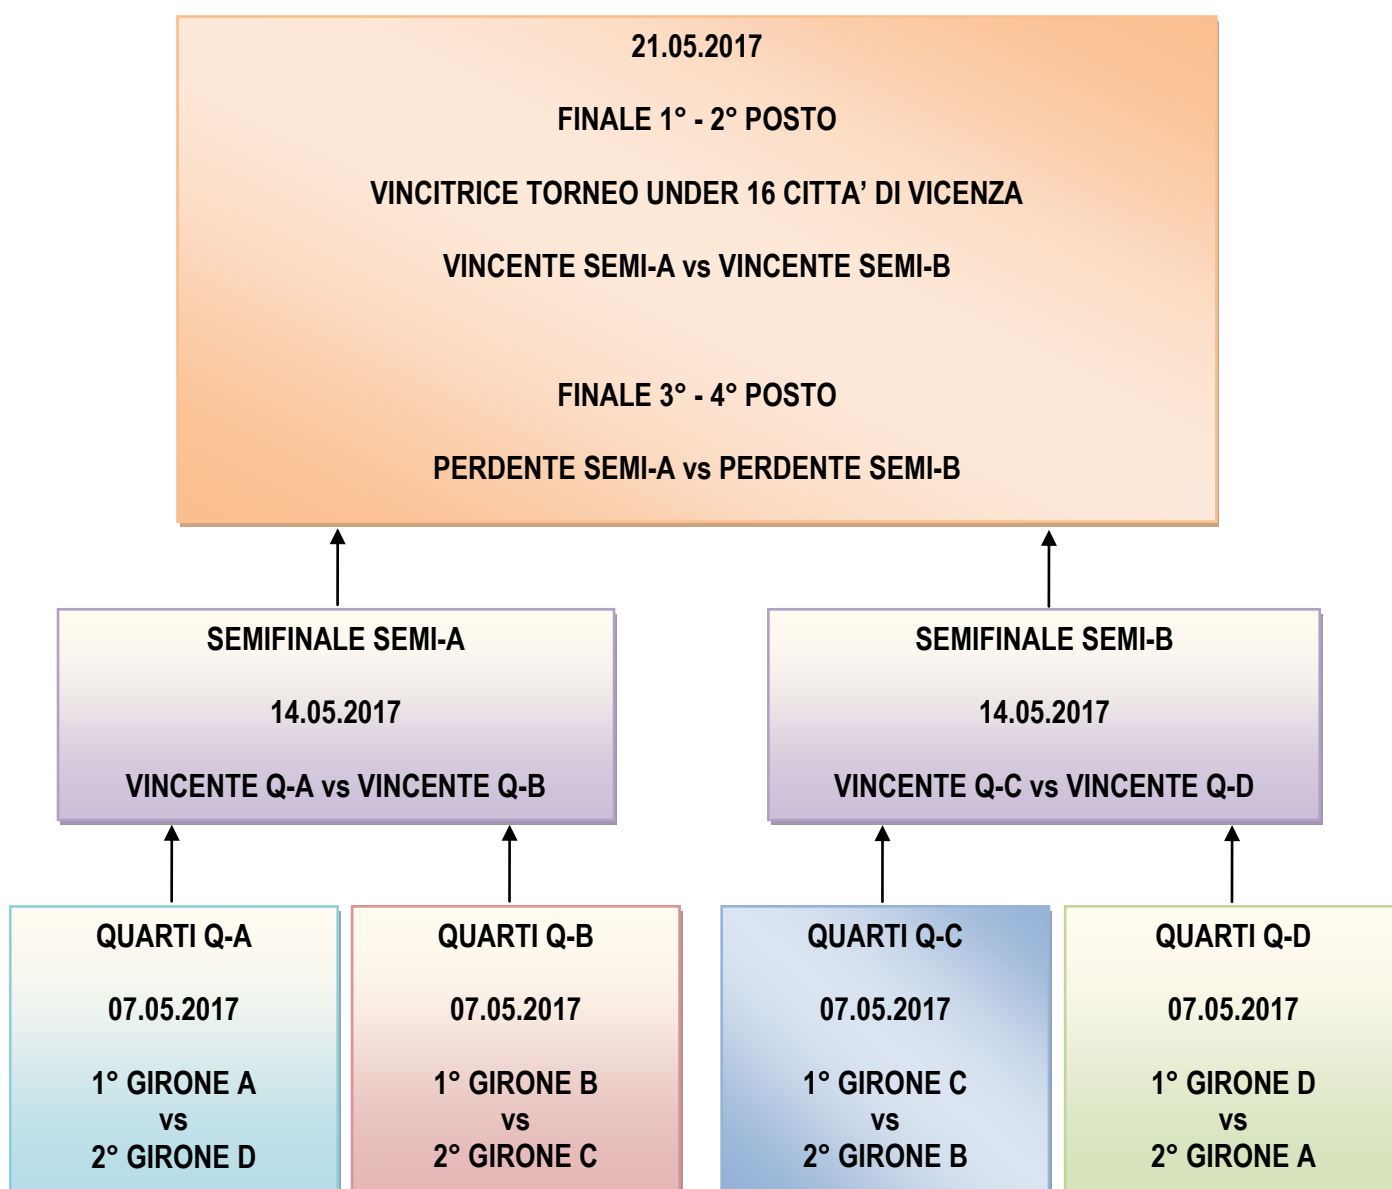 21.05.2017
FINALE 1° - 2° POSTO
VINCITRICE TORNEO UNDER 16 CITTA’ DI VICENZA
VINCENTE SEMI-A vs VINCENTE SEMI-B
FINALE 3° - 4° POSTO
PERDENTE SEMI-A vs PERDENTE SEMI-B
SEMIFINALE SEMI-A
14.05.2017
VINCENTE Q-A vs VINCENTE Q-B
SEMIFINALE SEMI-B
14.05.2017
VINCENTE Q-C vs VINCENTE Q-D
QUARTI Q-A
07.05.2017
1° GIRONE A
vs
2° GIRONE D
QUARTI Q-B
07.05.2017
1° GIRONE B
vs
2° GIRONE C
QUARTI Q-C
07.05.2017
1° GIRONE C
vs
2° GIRONE B
QUARTI Q-D
07.05.2017
1° GIRONE D
vs
2° GIRONE A